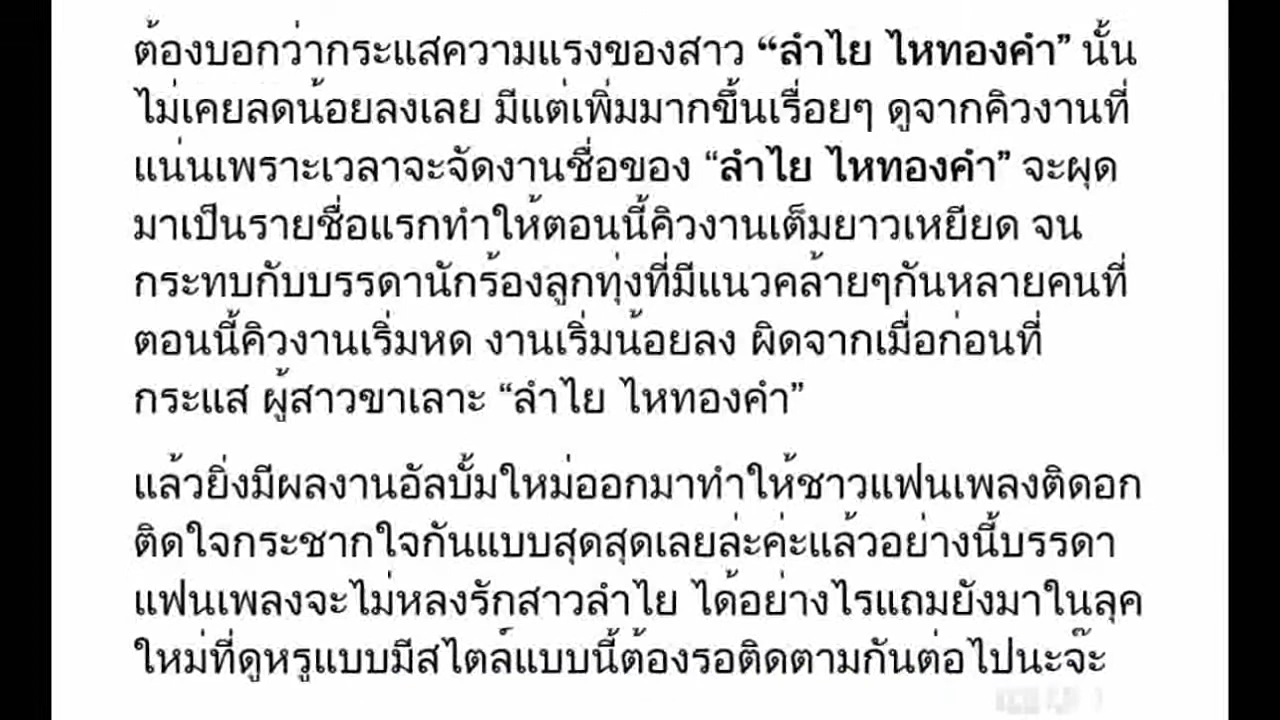 ต้องบอกว่ากระแสความแรงของสาว “ลำไย ไหทองคำ” นั้น
ไม่เคยลดน้อยลงเลย มีแต่เพิ่มมากขึ้นเรื่อยๆ ดูจากคิวงานที่
แน่นเพราะเวลาจะจัดงานชื่อของ “ลำไย ไหทองคำ” จะผุด
มาเป็นรายชื่อแรกทำให้ตอนนี้คิวงานเต็มยาวเหยียด จน
กระทบกับบรรดานักร้องลูกทุ่งที่มีแนวคล้ายๆกันหลายคนที่
ตอนนี้คิวงานเริ่มหด งานเริ่มน้อยลง ผิดจากเมื่อก่อนที่
กระแส ผู้สาวขาเลาะ “ลำไย ไหทองคำ”
แล้วยิ่งมีผลงานอัลบั้มใหม่ออกมาทำให้ชาวแฟนเพลงติดอก
ติดใจกระชากใจกันแบบสุดสุดเลยล่ะค่ะแล้วอย่างนี้บรรดา
แฟนเพลงจะไม่หลงรักสาวลำไย ได้อย่างไรแถมยังมาในลุค
ใหม่ที่ดูหรูแบบมีสไตล์แบบนี้ต้องรอติดตามกันต่อไปนะจ๊ะ